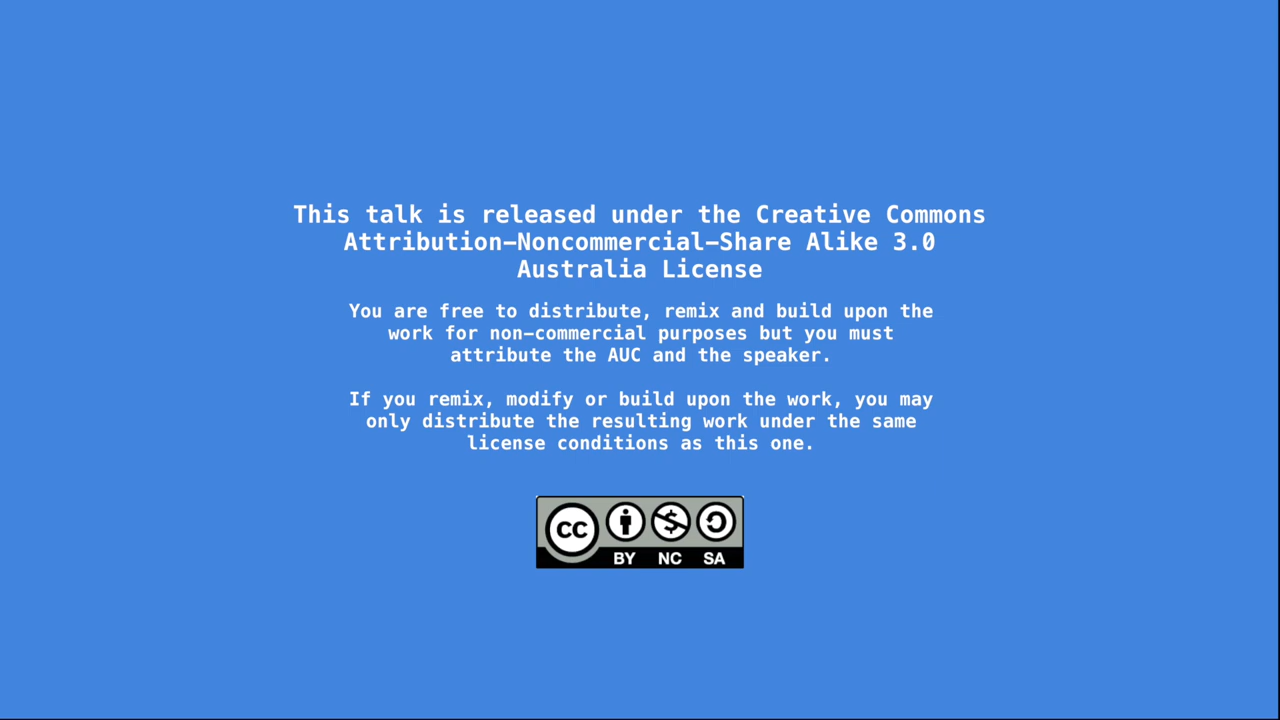 This talk is released under the Creative Commons
Attribution–Noncommercial–Share Alike 3.0
Australia License
You are free to distribute, remix and build upon the
work for non–commercial purposes but you must
attribute the AUC and the speaker.
If you remix, modify or build upon the work, you may
only distribute the resulting work under the same
license conditions as this one.
CC
BY NC SA